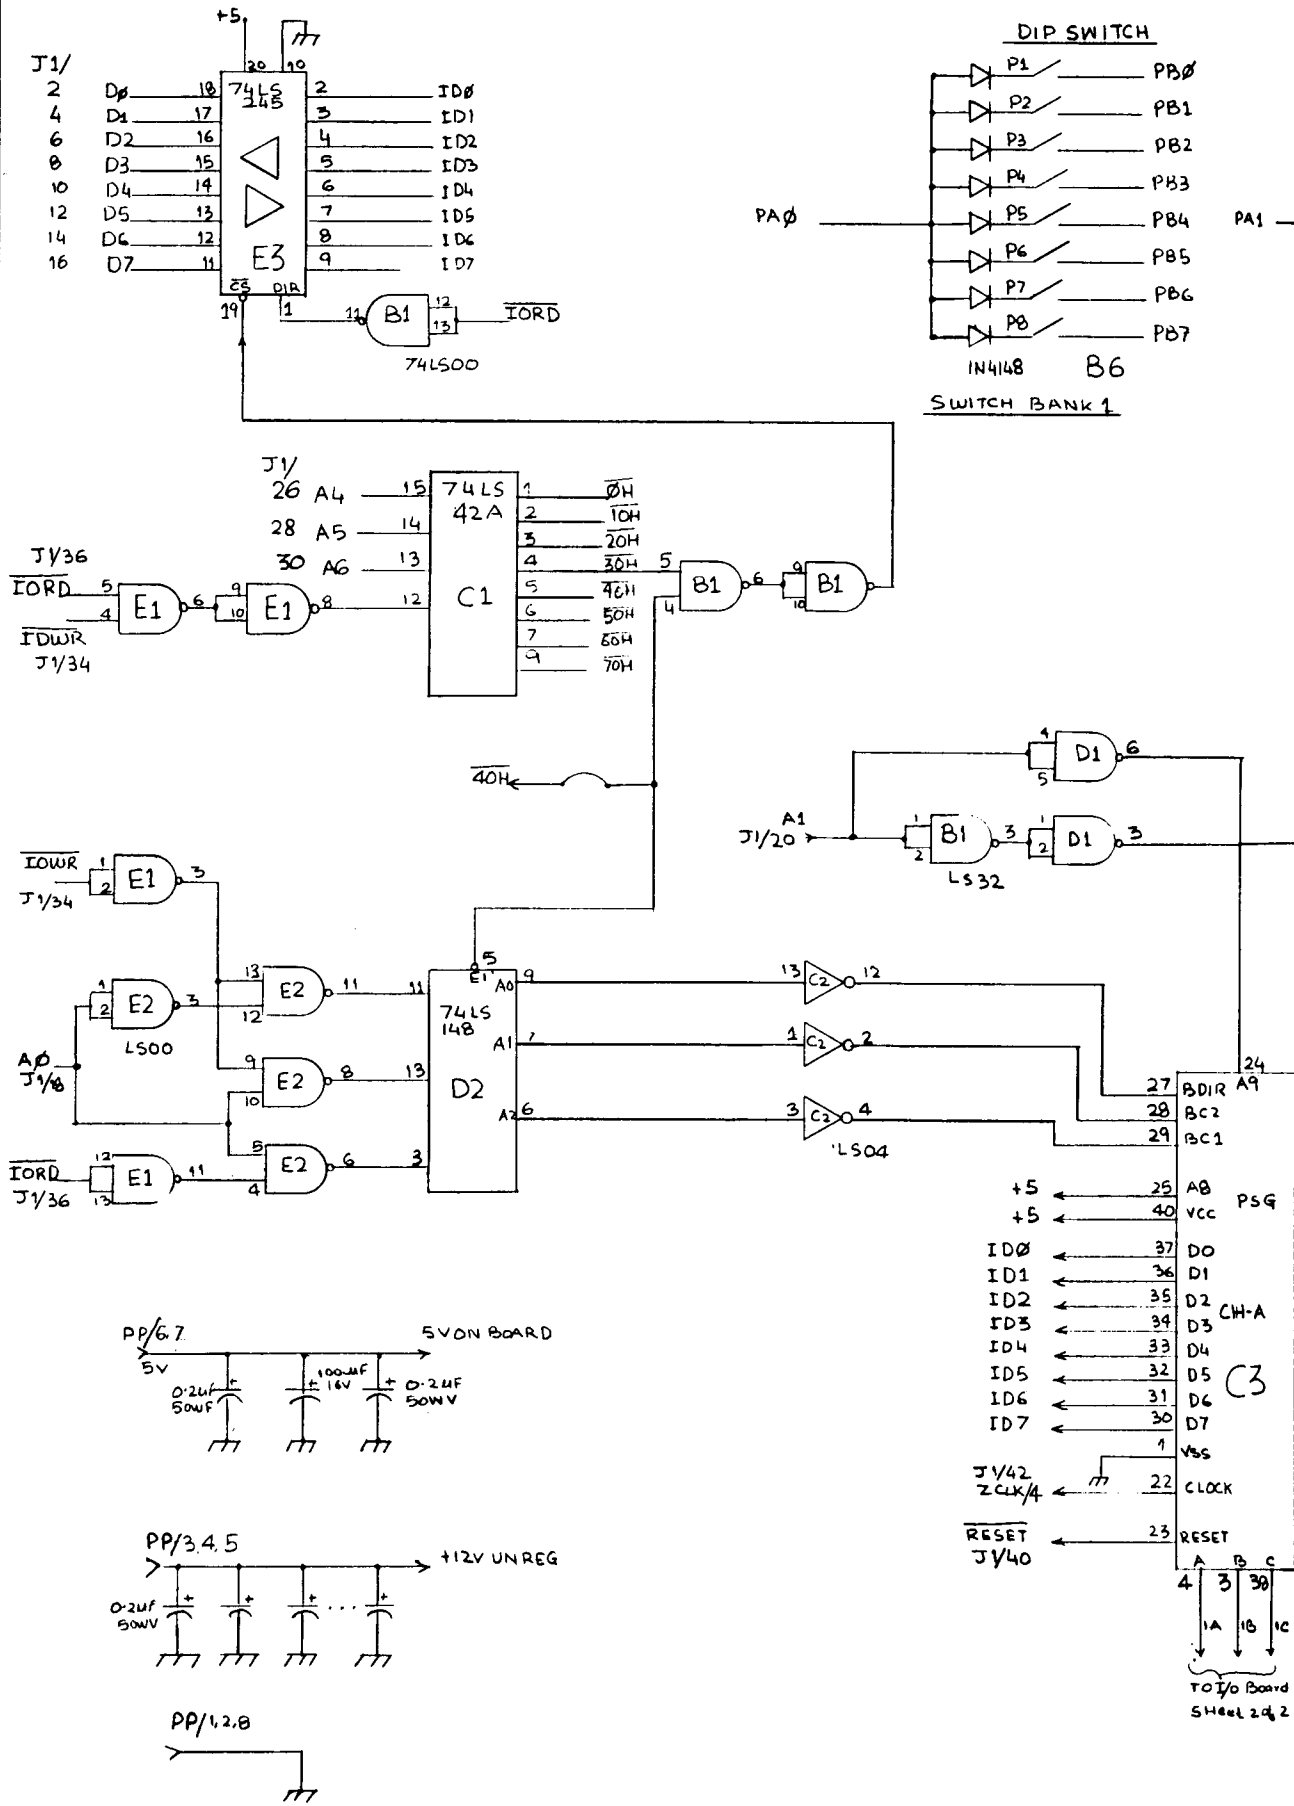 +5
J1/
20 10
2 DØ 18 74LS 2 IDØ
245
4 D1 17 3 ID1
6 D2 16 4 ID2
8 D3 15 5 ID3
10 D4 14 6 ID4
12 D5 13 7 ID5
14 D6 12 8 ID6
16 D7 11 E3 9 ID7
CS DIR
19 1 11 B1 12 IORD
13
74LS00
DIP SWITCH
P1 PBØ
P2 PB1
P3 PB2
P4 PB3
PAØ P5 PB4 PA1
P6 PB5
P7 PB6
P8 PB7
IN4148 B6
SWITCH BANK 1
J1/
26 A4 15 74LS 1 ØH
42A 2 10H
28 A5 14 3 20H
30 A6 13 4 30H 5 B1 6 9 B1
4 10
J1/36
IORD 5 E1 6 9 E1 8 12 C1 5 40H
4 10
IOWR
J1/34
6 50H
7 60H
9 70H
40H
4 D1 6
5
A1
J1/20 1 B1 3 1 D1 3
2 2
LS32
IOWR 1 E1 3
J1/34 2
1 E2 3
2
LS00
13 E2 11 11
12
AØ
J1/18
9 E2 8 13
10
5 E2 6 3
4
IORD 12 E1 11
J1/36 13
5
E1 A0 9 13 C2 12
74LS
148
A1 7 1 C2 2
D2
A2 6 3 C2 4
LS04
24
A9
27 BDIR
28 BC2
29 BC1
+5 25 A8 PSG
+5 40 VCC
IDØ 37 D0
ID1 36 D1
ID2 35 D2 CH-A
ID3 34 D3
ID4 33 D4
ID5 32 D5 C3
ID6 31 D6
ID7 30 D7
1 VSS
J1/42
ZCLK/4 22 CLOCK
RESET 23 RESET
J1/40
A B C
4 3 38
1A 1B 1C
TO I/O Board
SHeet 2 of 2
PP/6.7 5V ON BOARD
5V
0.2uF + 100uF + 0.2uF
50WF 16V 50WV
PP/3.4.5 +12V UNREG
0.2uF + + + ... +
50WV
PP/1,2,8